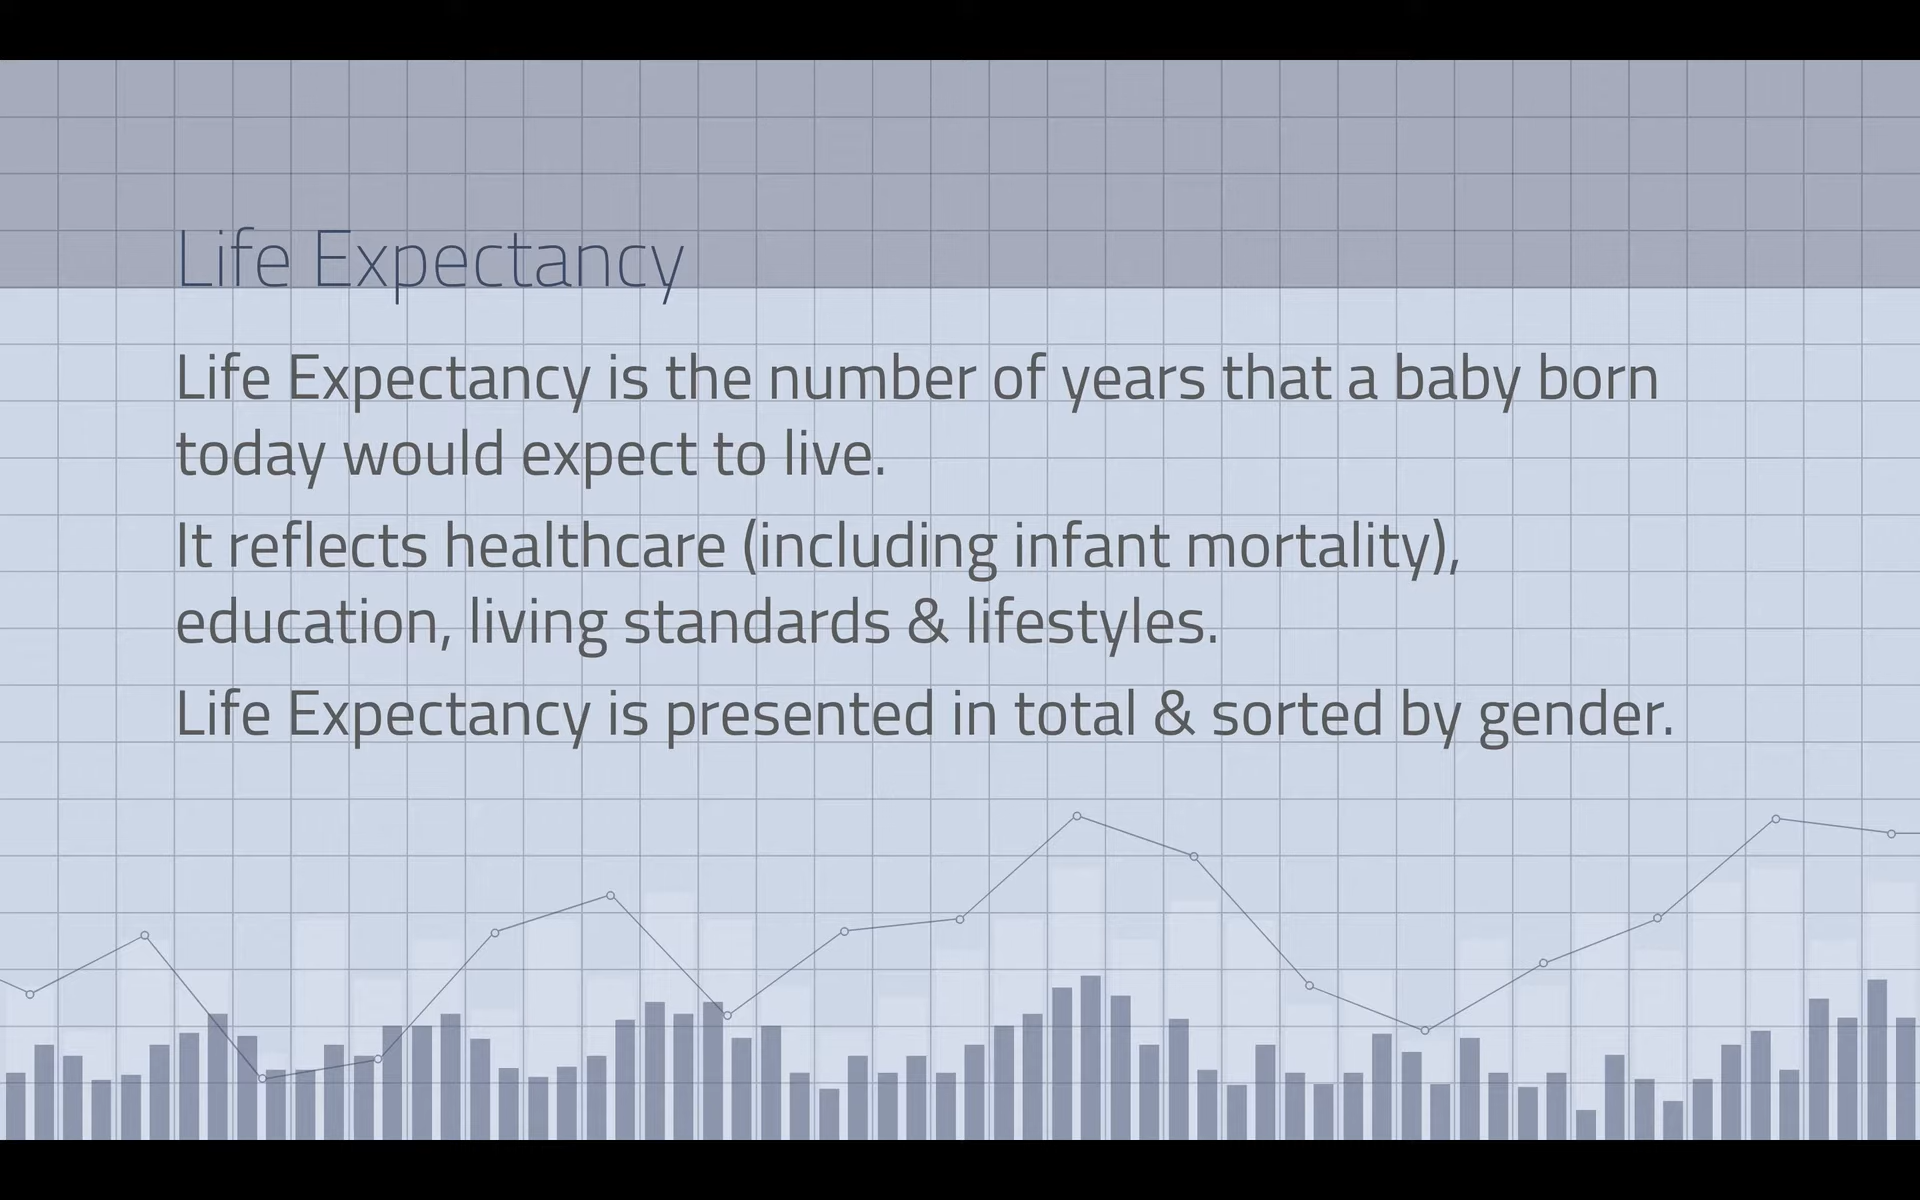 Life Expectancy
Life Expectancy is the number of years that a baby born
today would expect to live.
It reflects healthcare (including infant mortality),
education, living standards & lifestyles.
Life Expectancy is presented in total & sorted by gender.